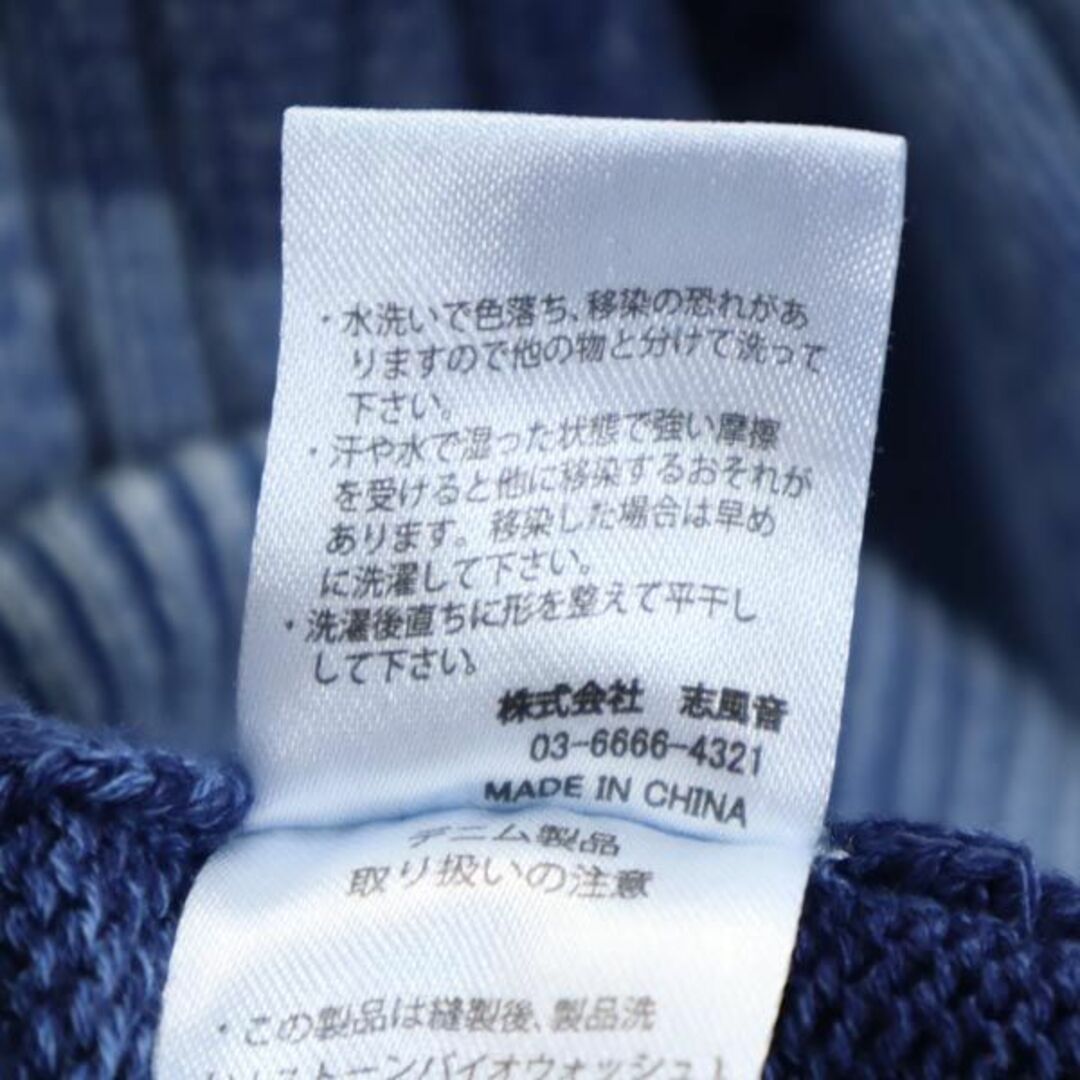 ・水洗いで色落ち、移染の恐れがあ
りますので他の物と分けて洗って
下さい。
・汗や水で湿った状態で強い摩擦
を受けると他に移染するおそれが
あります。移染した場合は早め
に洗濯して下さい。
・洗濯後直ちに形を整えて平干し
して下さい。
株式会社 志風音
03-6666-4321
MADE IN CHINA
デニム製品
取り扱いの注意
・この製品は縫製後、製品洗
い(ストーンバイオウォッシュ)